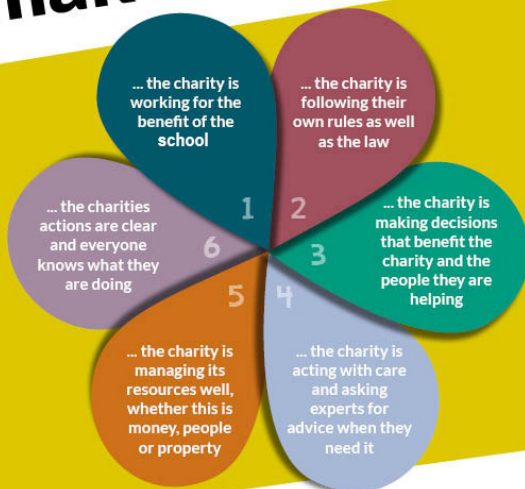 ... the charity is
working for the
benefit of the
school
1
... the charity is
following their
own rules as well
as the law
2
... the charity is
making decisions
that benefit the
charity and the
people they are
helping
3
... the charity is
acting with care
and asking
experts for
advice when they
need it
4
... the charity is
managing its
resources well,
whether this is
money, people
or property
5
... the charities
actions are clear
and everyone
knows what they
are doing
6